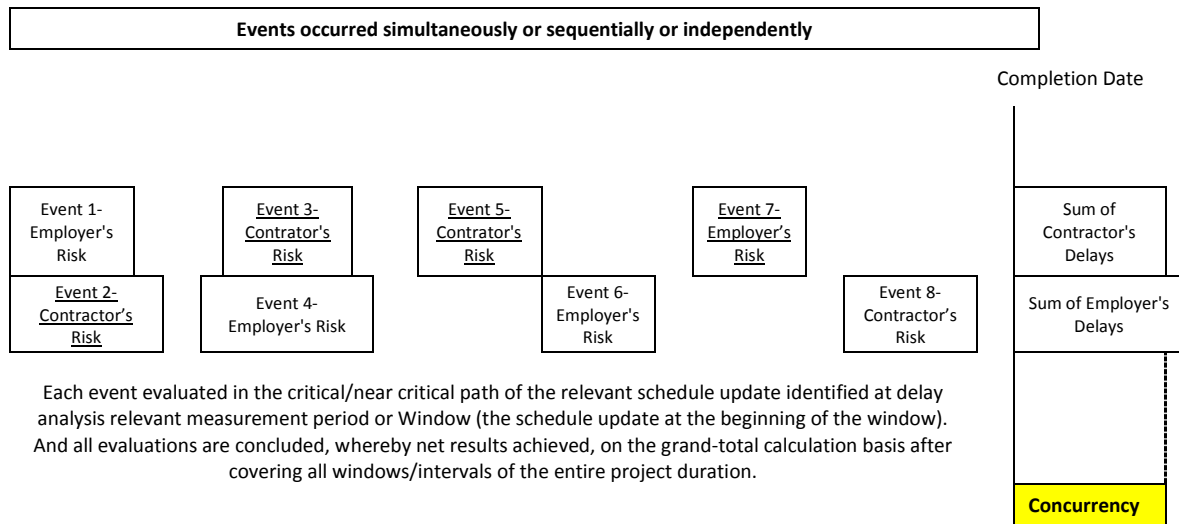 Events occurred simultaneously or sequentially or independently
Completion Date
Event 1-
Employer's
Risk
Event 2-
Contractor’s
Risk
Event 3-
Contrator's
Risk
Event 4-
Employer's Risk
Event 5-
Contrator's
Risk
Event 6-
Employer's
Risk
Event 7-
Employer’s
Risk
Event 8-
Contractor's
Risk
Sum of
Contractor's
Delays
Sum of Employer's
Delays
Each event evaluated in the critical/near critical path of the relevant schedule update identified at delay
analysis relevant measurement period or Window (the schedule update at the beginning of the window).
And all evaluations are concluded, whereby net results achieved, on the grand-total calculation basis after
covering all windows/intervals of the entire project duration.
Concurrency